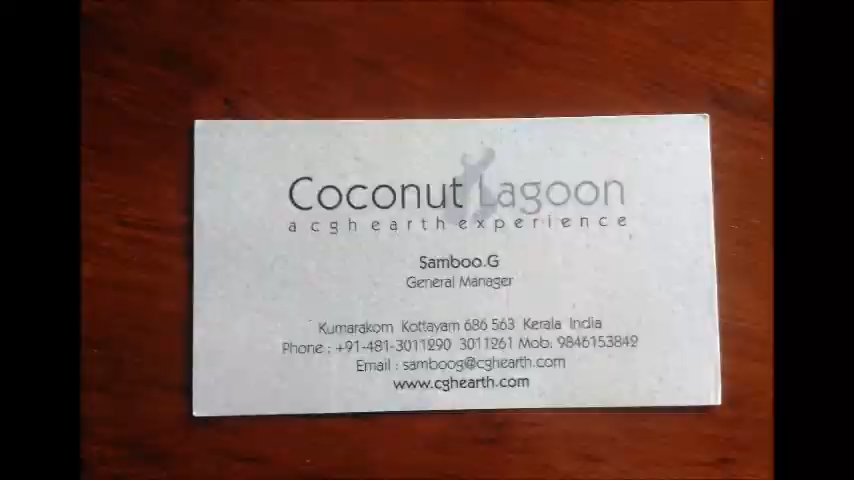 Coconut Lagoon
a cgh earth experience
Samboo.G
General Manager
Kumarakom Kottayam 686 563 Kerala India
Phone : +91-481-3011290 3011261 Mob. 9846153842
Email : samboog@cghearth.com
www.cghearth.com